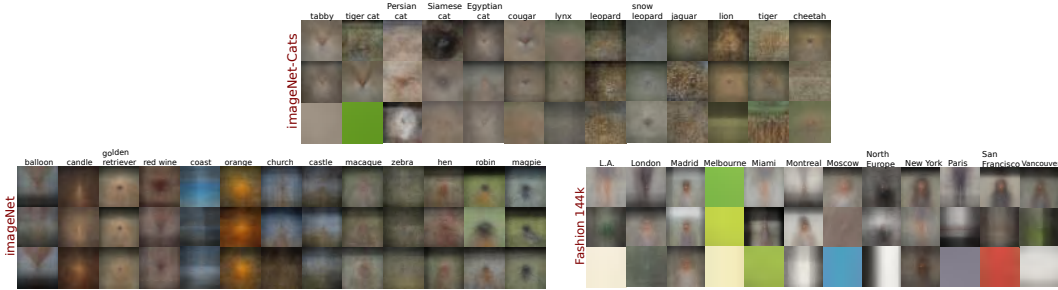 imageNet-Cats
tabby tiger cat Persian cat Siamese cat Egyptian cat cougar lynx leopard snow leopard jaguar lion tiger cheetah
imageNet
balloon candle golden retriever red wine coast orange church castle macaque zebra hen robin magpie
Fashion 144k
L.A. London Madrid Melbourne Miami Montreal Moscow North Europe New York Paris San Francisco Vancouver